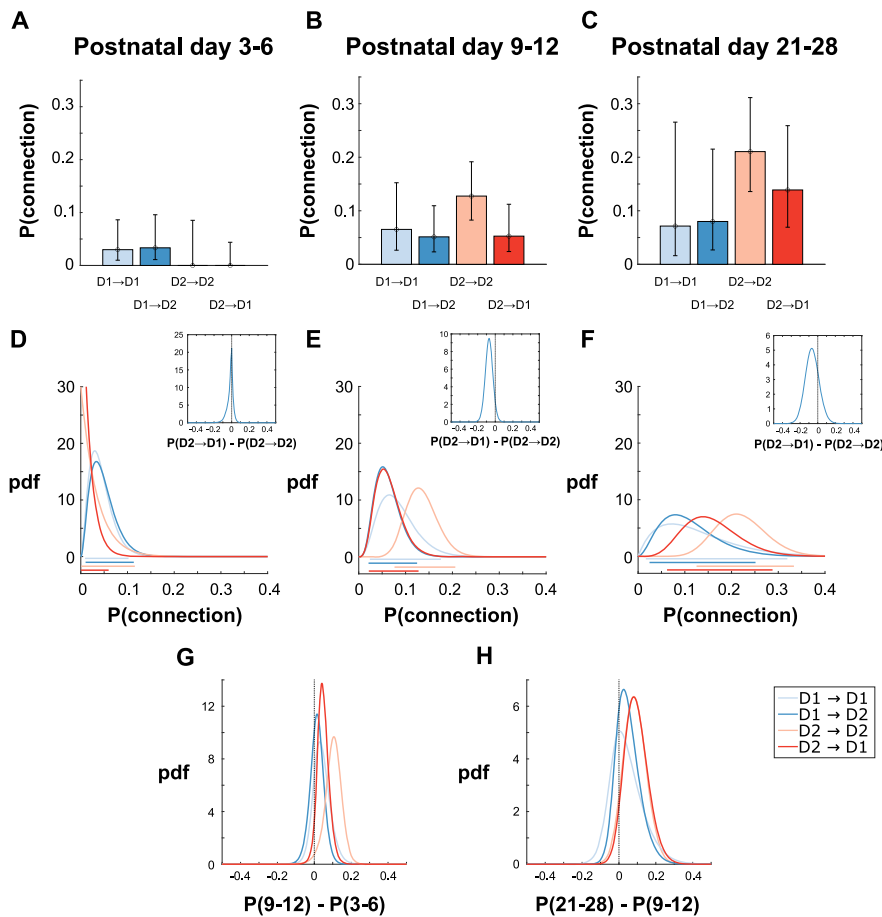 A
Postnatal day 3-6
B
Postnatal day 9-12
C
Postnatal day 21-28
P(connection)
0.3
0.2
0.1
0
D1→D1
D1→D2
D2→D2
D2→D1
P(connection)
0.3
0.2
0.1
0
D1→D1
D1→D2
D2→D2
D2→D1
P(connection)
0.3
0.2
0.1
0
D1→D1
D1→D2
D2→D2
D2→D1
D
pdf
30
20
10
0
0 0.1 0.2 0.3 0.4
P(connection)
25
20
15
10
5
0
-0.4 -0.2 0 0.2 0.4
P(D2→D1) - P(D2→D2)
E
pdf
30
20
10
0
0 0.1 0.2 0.3 0.4
P(connection)
10
8
6
4
2
0
-0.4 -0.2 0 0.2 0.4
P(D2→D1) - P(D2→D2)
F
pdf
30
20
10
0
0 0.1 0.2 0.3 0.4
P(connection)
6
5
4
3
2
1
0
-0.4 -0.2 0 0.2 0.4
P(D2→D1) - P(D2→D2)
G
pdf
12
8
4
0
-0.4 -0.2 0 0.2 0.4
P(9-12) - P(3-6)
H
pdf
6
4
2
0
-0.4 -0.2 0 0.2 0.4
P(21-28) - P(9-12)
D1 → D1
D1 → D2
D2 → D2
D2 → D1